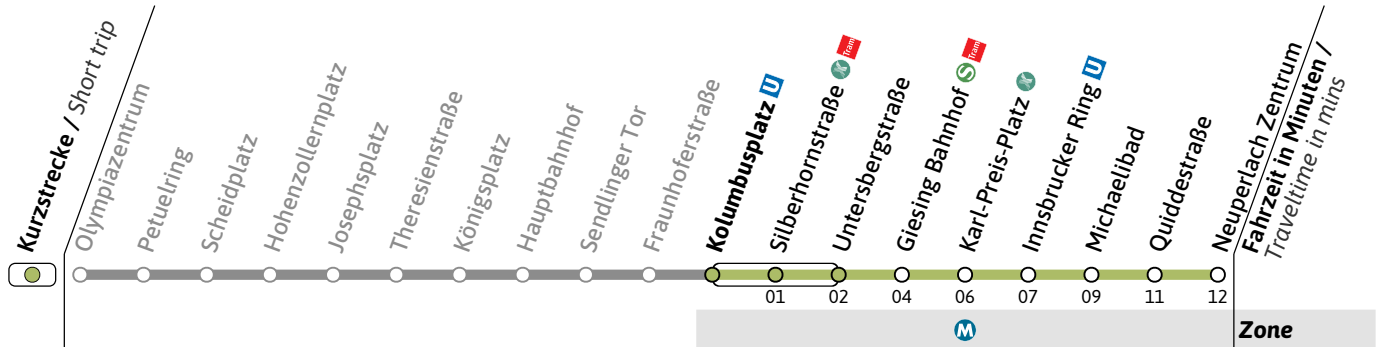 Kurzstrecke / Short trip
Olympiazentrum
Petuelring
Scheidplatz
Hohenzollernplatz
Josephsplatz
Theresienstraße
Königsplatz
Hauptbahnhof
Sendlinger Tor
Fraunhoferstraße
Kolumbusplatz U
Silberhornstraße X Tram
Untersbergstraße
Giesing Bahnhof S Tram
Karl-Preis-Platz X
Innsbrucker Ring U
Michaelibad
Quiddestraße
Neuperlach Zentrum
Fahrzeit in Minuten /
Traveltime in mins
01 02 04 06 07 09 11 12
M Zone